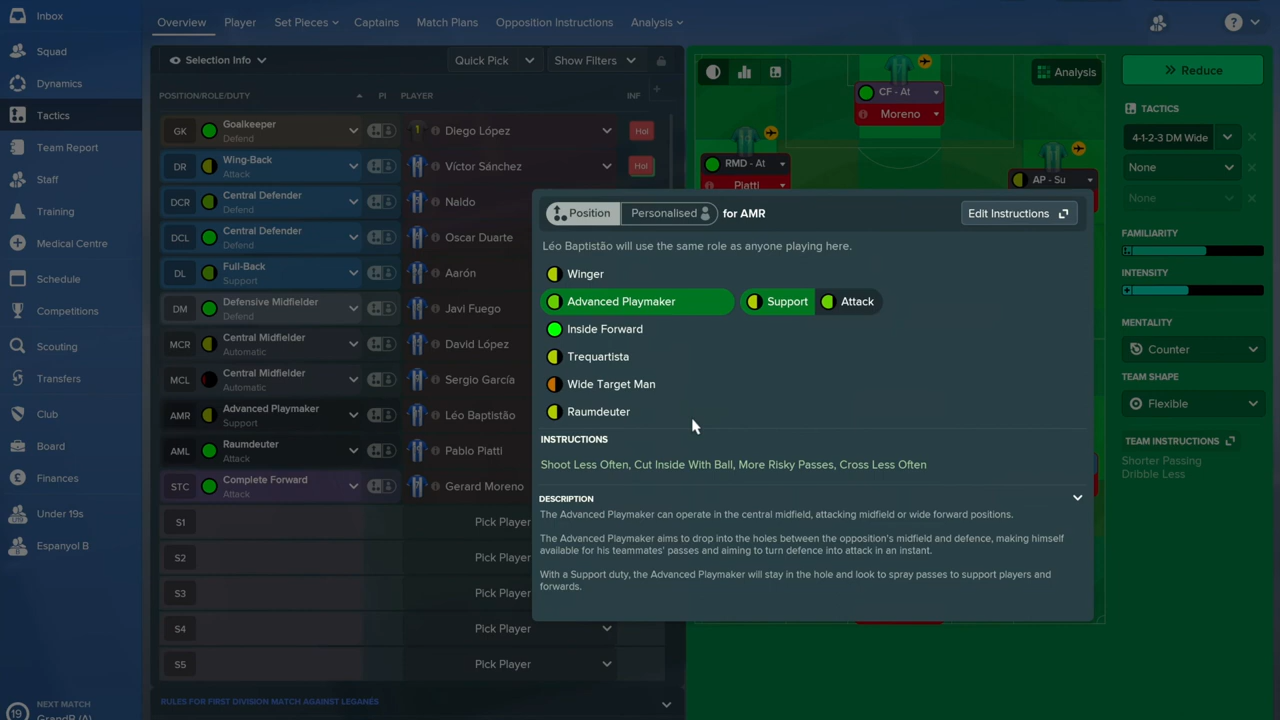 Inbox
Squad
Dynamics
Tactics
Team Report
Staff
Training
Medical Centre
Schedule
Competitions
Scouting
Transfers
Club
Board
Finances
Under 19s
Espanyol B
19
NEXT MATCH
Overview
Player
Set Pieces
Captains
Match Plans
Opposition Instructions
Analysis
?
Selection Info
Quick Pick
Show Filters
POSITION/ROLE/DUTY
PI
PLAYER
INF
GK
Goalkeeper
Defend
1
Diego López
Hol
DR
Wing-Back
Attack
Víctor Sánchez
Hol
DCR
Central Defender
Defend
Naldo
DCL
Central Defender
Defend
Oscar Duarte
DL
Full-Back
Support
Aarón
DM
Defensive Midfielder
Defend
Javi Fuego
MCR
Central Midfielder
Automatic
David López
MCL
Central Midfielder
Automatic
Sergio García
AMR
Advanced Playmaker
Support
Léo Baptistão
AML
Raumdeuter
Attack
Pablo Piatti
STC
Complete Forward
Attack
Gerard Moreno
S1
Pick Player
S2
Pick Player
S3
Pick Player
S4
Pick Player
S5
Pick Player
RULES FOR FIRST DIVISION MATCH AGAINST LEGANÉS
Position
Personalised
for AMR
Edit Instructions
Léo Baptistão will use the same role as anyone playing here.
Winger
Advanced Playmaker
Support
Attack
Inside Forward
Trequartista
Wide Target Man
Raumdeuter
INSTRUCTIONS
Shoot Less Often, Cut Inside With Ball, More Risky Passes, Cross Less Often
DESCRIPTION
The Advanced Playmaker can operate in the central midfield, attacking midfield or wide forward positions.
The Advanced Playmaker aims to drop into the holes between the opposition's midfield and defence, making himself
available for his teammates' passes and aiming to turn defence into attack in an instant.
With a Support duty, the Advanced Playmaker will stay in the hole and look to spray passes to support players and
forwards.
Analysis
CF - At
Moreno
RMD - At
Piatti
AP - Su
Reduce
TACTICS
4-1-2-3 DM Wide
None
None
FAMILIARITY
INTENSITY
MENTALITY
Counter
TEAM SHAPE
Flexible
TEAM INSTRUCTIONS
Shorter Passing
Dribble Less